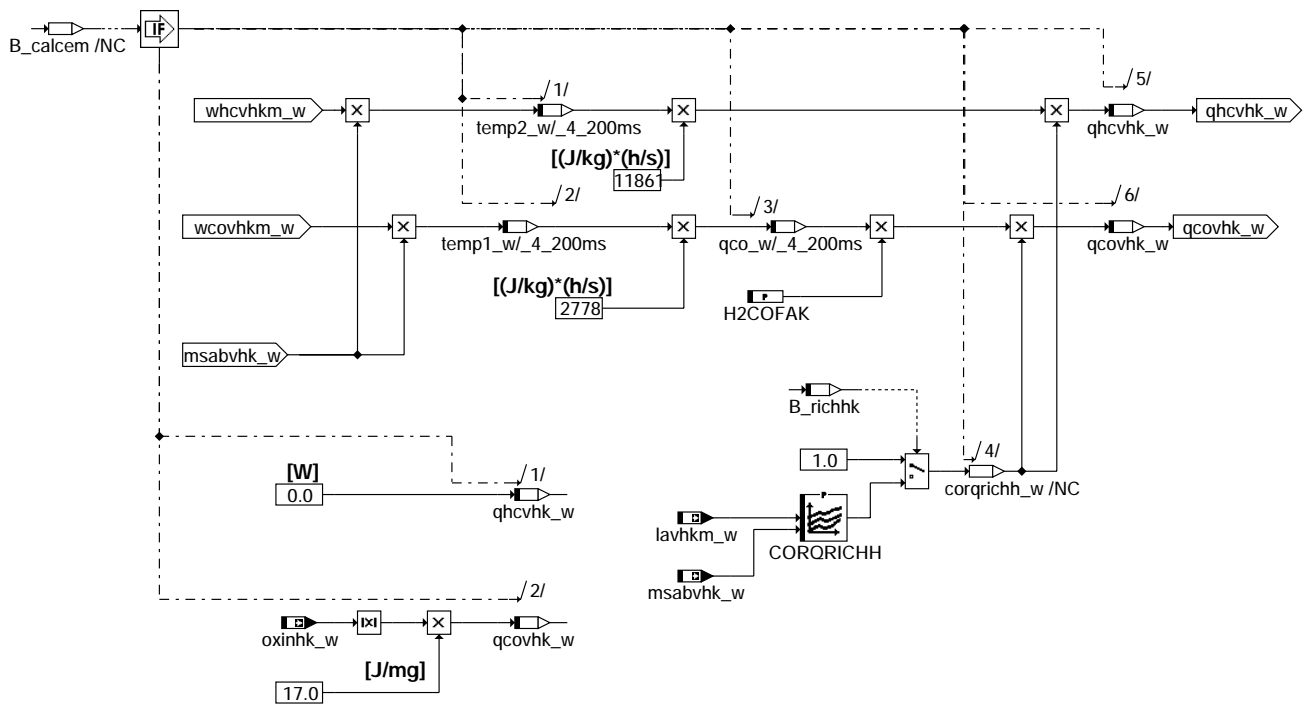 B_calcem /NC
IF
5/
1/
whcvhkm_w
temp2_w/_4_200ms
qhcvhk_w
qhcvhk_w
[(J/kg)*(h/s)]
11861
2/
3/
6/
wcovhkm_w
temp1_w/_4_200ms
qco_w/_4_200ms
qcovhk_w
qcovhk_w
[(J/kg)*(h/s)]
2778
P
H2COFAK
msabvhk_w
B_richhk
4/
1.0
corqrichh_w /NC
1/
[W]
0.0
qhcvhk_w
P
lavhkm_w
CORQRICHH
msabvhk_w
2/
oxinhk_w
|X|
qcovhk_w
[J/mg]
17.0